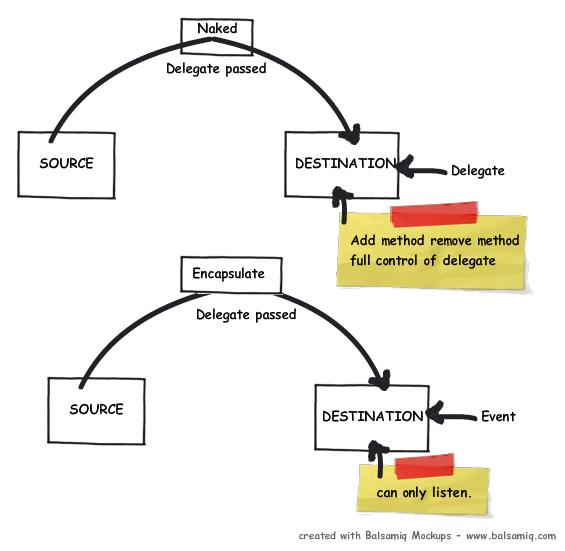 Naked
Delegate passed
SOURCE
DESTINATION
Delegate
Add method remove method
full control of delegate
Encapsulate
Delegate passed
SOURCE
DESTINATION
Event
can only listen.
created with Balsamiq Mockups - www.balsamiq.com